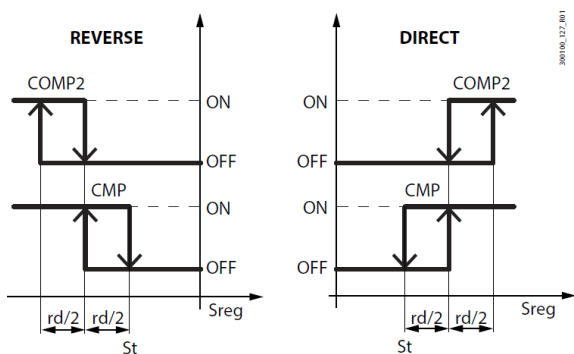 REVERSE
COMP2
ON
OFF
CMP
ON
OFF
Sreg
rd/2
rd/2
St
DIRECT
COMP2
ON
OFF
CMP
ON
OFF
Sreg
rd/2
rd/2
St
300100_127_R01